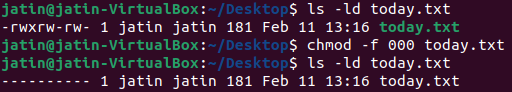 jatin@jatin-VirtualBox:~/Desktop$ ls -ld today.txt
-rwxrw-rw- 1 jatin jatin 181 Feb 11 13:16 today.txt
jatin@jatin-VirtualBox:~/Desktop$ chmod -f 000 today.txt
jatin@jatin-VirtualBox:~/Desktop$ ls -ld today.txt
---------- 1 jatin jatin 181 Feb 11 13:16 today.txt